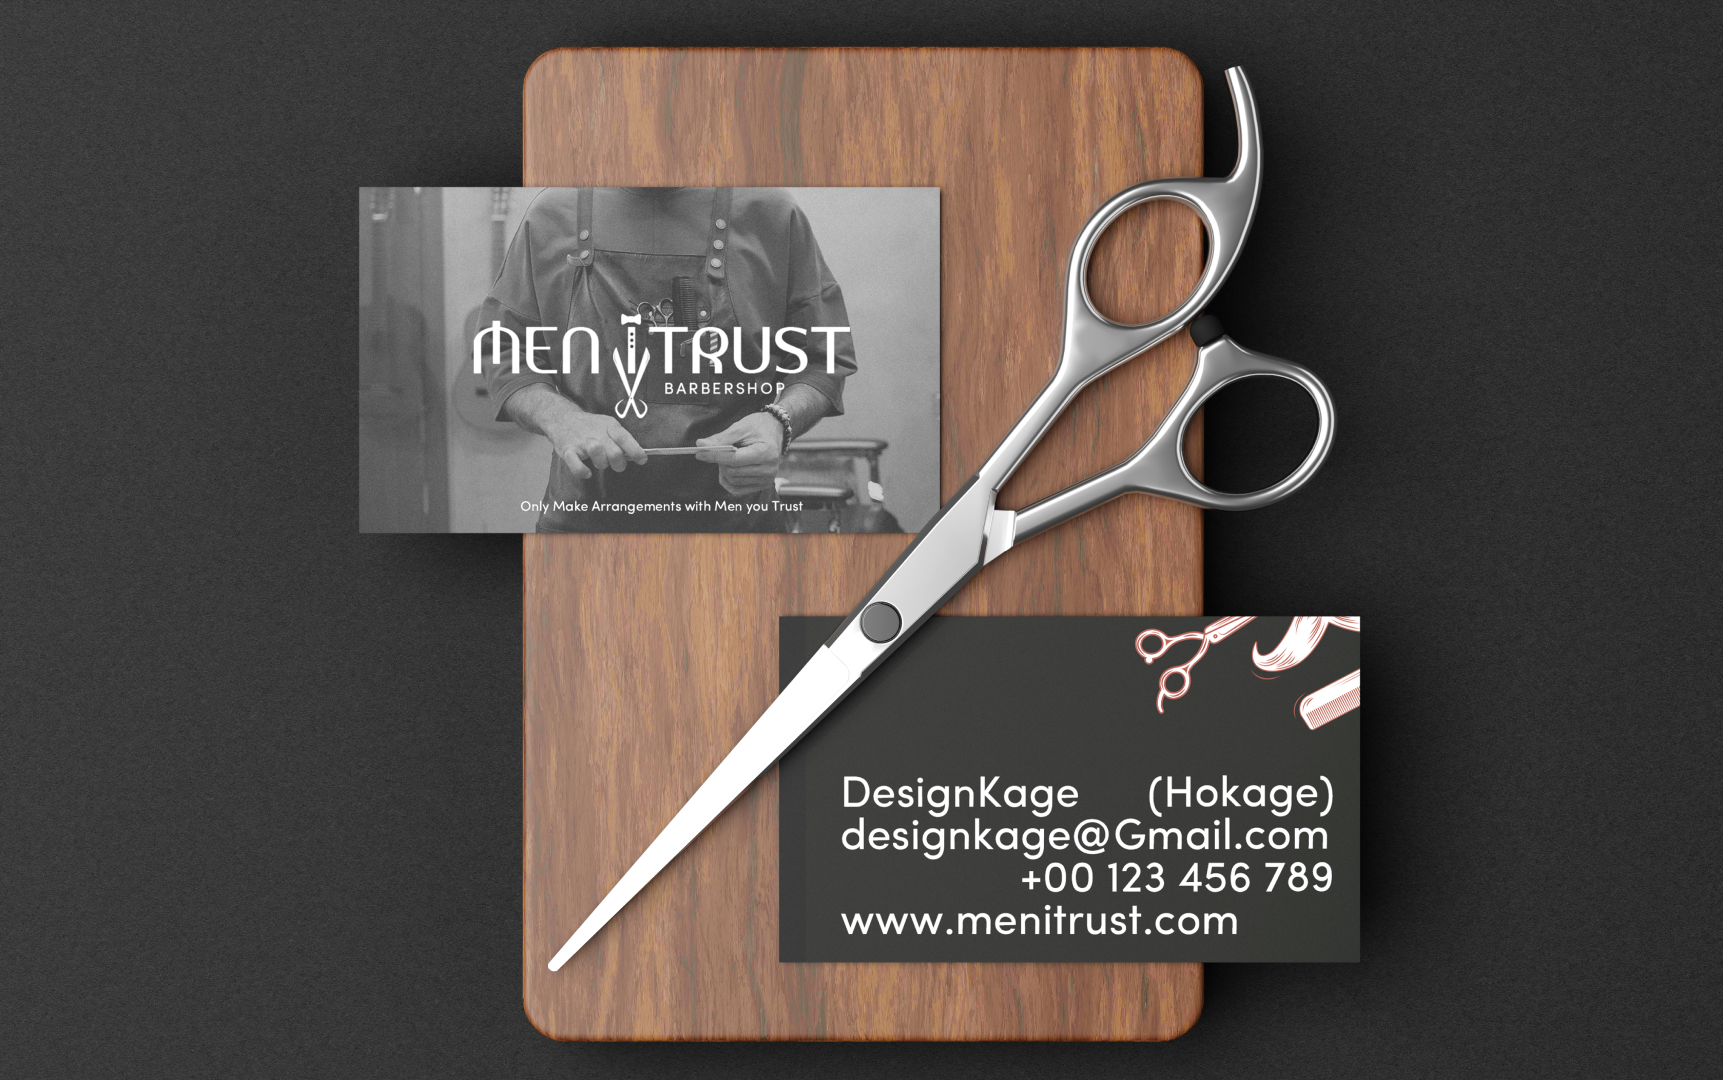 MEN I TRUST
BARBERSHOP
Only Make Arrangements with Men you Trust
DesignKage (Hokage)
designkage@Gmail.com
+00 123 456 789
www.menitrust.com